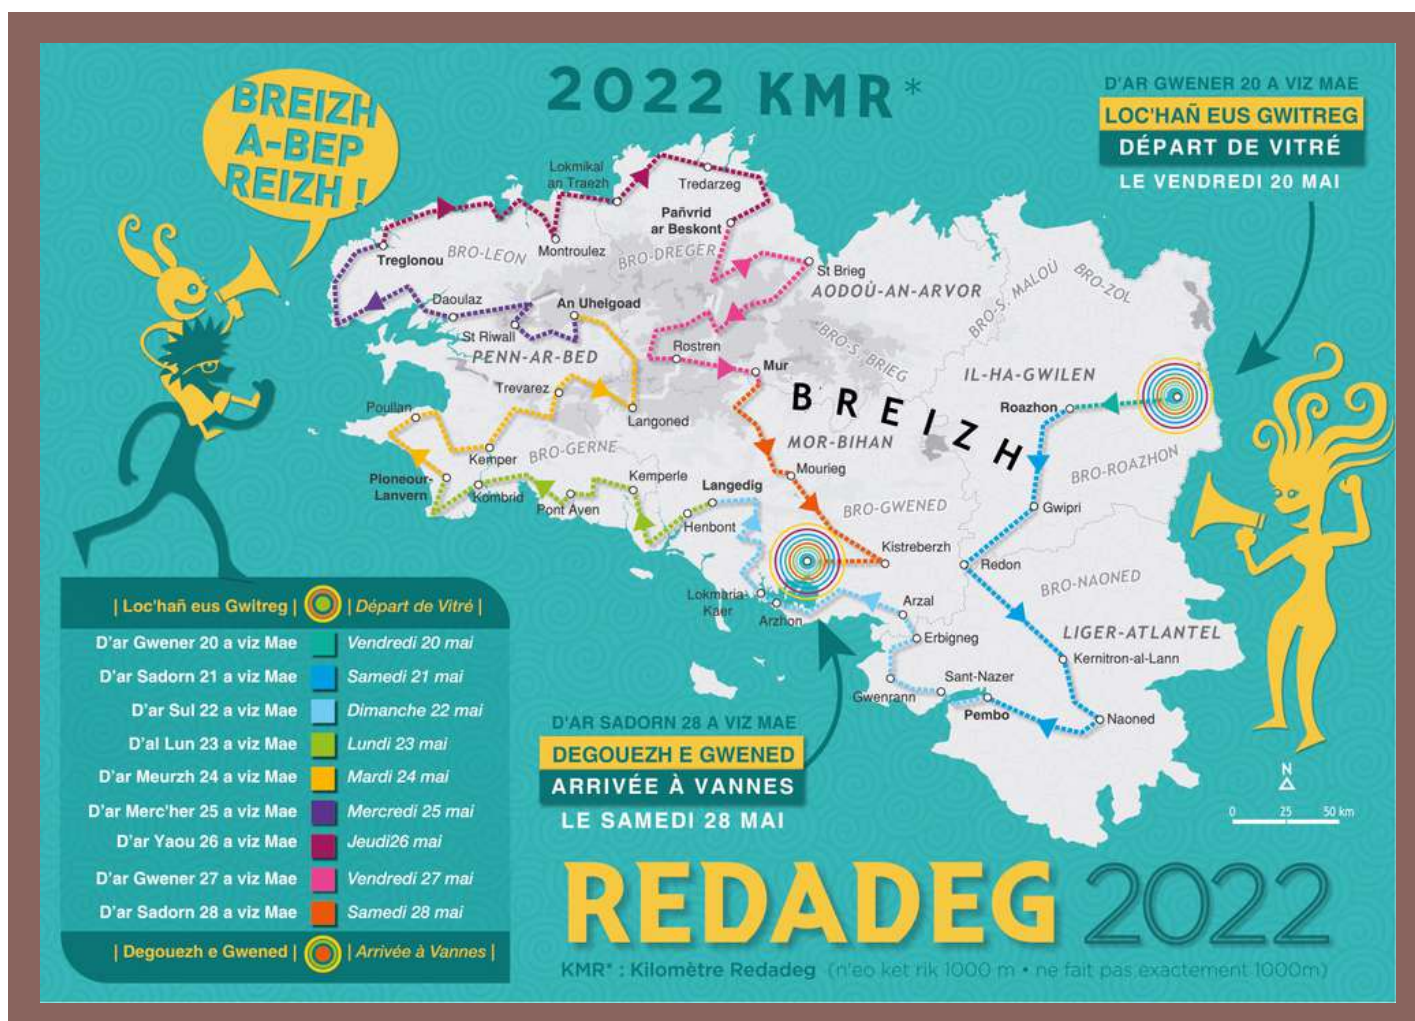 BREIZH
A-BEP
REIZH !
2022 KMR*
D'AR GWENER 20 A VIZ MAE
LOC'HAÑ EUS GWITREG
DÉPART DE VITRÉ
LE VENDREDI 20 MAI
Lokmikal
an Traezh
Tredarzeg
Pañvrid
ar Beskont
Treglonou
BRO-LEON
Montroulez
BRO-DREGER
St Brieg
AODOÙ-AN-ARVOR
BRO-S. MALOÙ
BRO-ZOL
Daoulaz
An Uhelgoad
St Riwall
PENN-AR-BED
Rostren
BRO-S. BRIEG
Mur
IL-HA-GWILEN
Trevarez
BREIZH
Roazhon
Poullan
Langoned
MOR-BIHAN
Kemper
BRO-GERNE
BRO-ROAZHON
Mourieg
Ploneour-
Lanvern
Kombrid
Kemperle
Langedig
Pont Aven
Henbont
BRO-GWENED
Gwipri
Kistreberzh
Redon
BRO-NAONED
Lokmaria-
Kaer
Arzhon
Arzal
Erbigneg
LIGER-ATLANTEL
Kernitron-al-Lann
Gwenrann
Sant-Nazer
Pembo
Naoned
| Loc'hañ eus Gwitreg | | Départ de Vitré |
D'ar Gwener 20 a viz Mae Vendredi 20 mai
D'ar Sadorn 21 a viz Mae Samedi 21 mai
D'ar Sul 22 a viz Mae Dimanche 22 mai
D'al Lun 23 a viz Mae Lundi 23 mai
D'ar Meurzh 24 a viz Mae Mardi 24 mai
D'ar Merc'her 25 a viz Mae Mercredi 25 mai
D'ar Yaou 26 a viz Mae Jeudi26 mai
D'ar Gwener 27 a viz Mae Vendredi 27 mai
D'ar Sadorn 28 a viz Mae Samedi 28 mai
| Degouezh e Gwened | | Arrivée à Vannes |
D'AR SADORN 28 A VIZ MAE
DEGOUEZH E GWENED
ARRIVÉE À VANNES
LE SAMEDI 28 MAI
N
0 25 50 km
REDADEG 2022
KMR* : Kilomètre Redadeg (n'eo ket rik 1000 m • ne fait pas exactement 1000m)